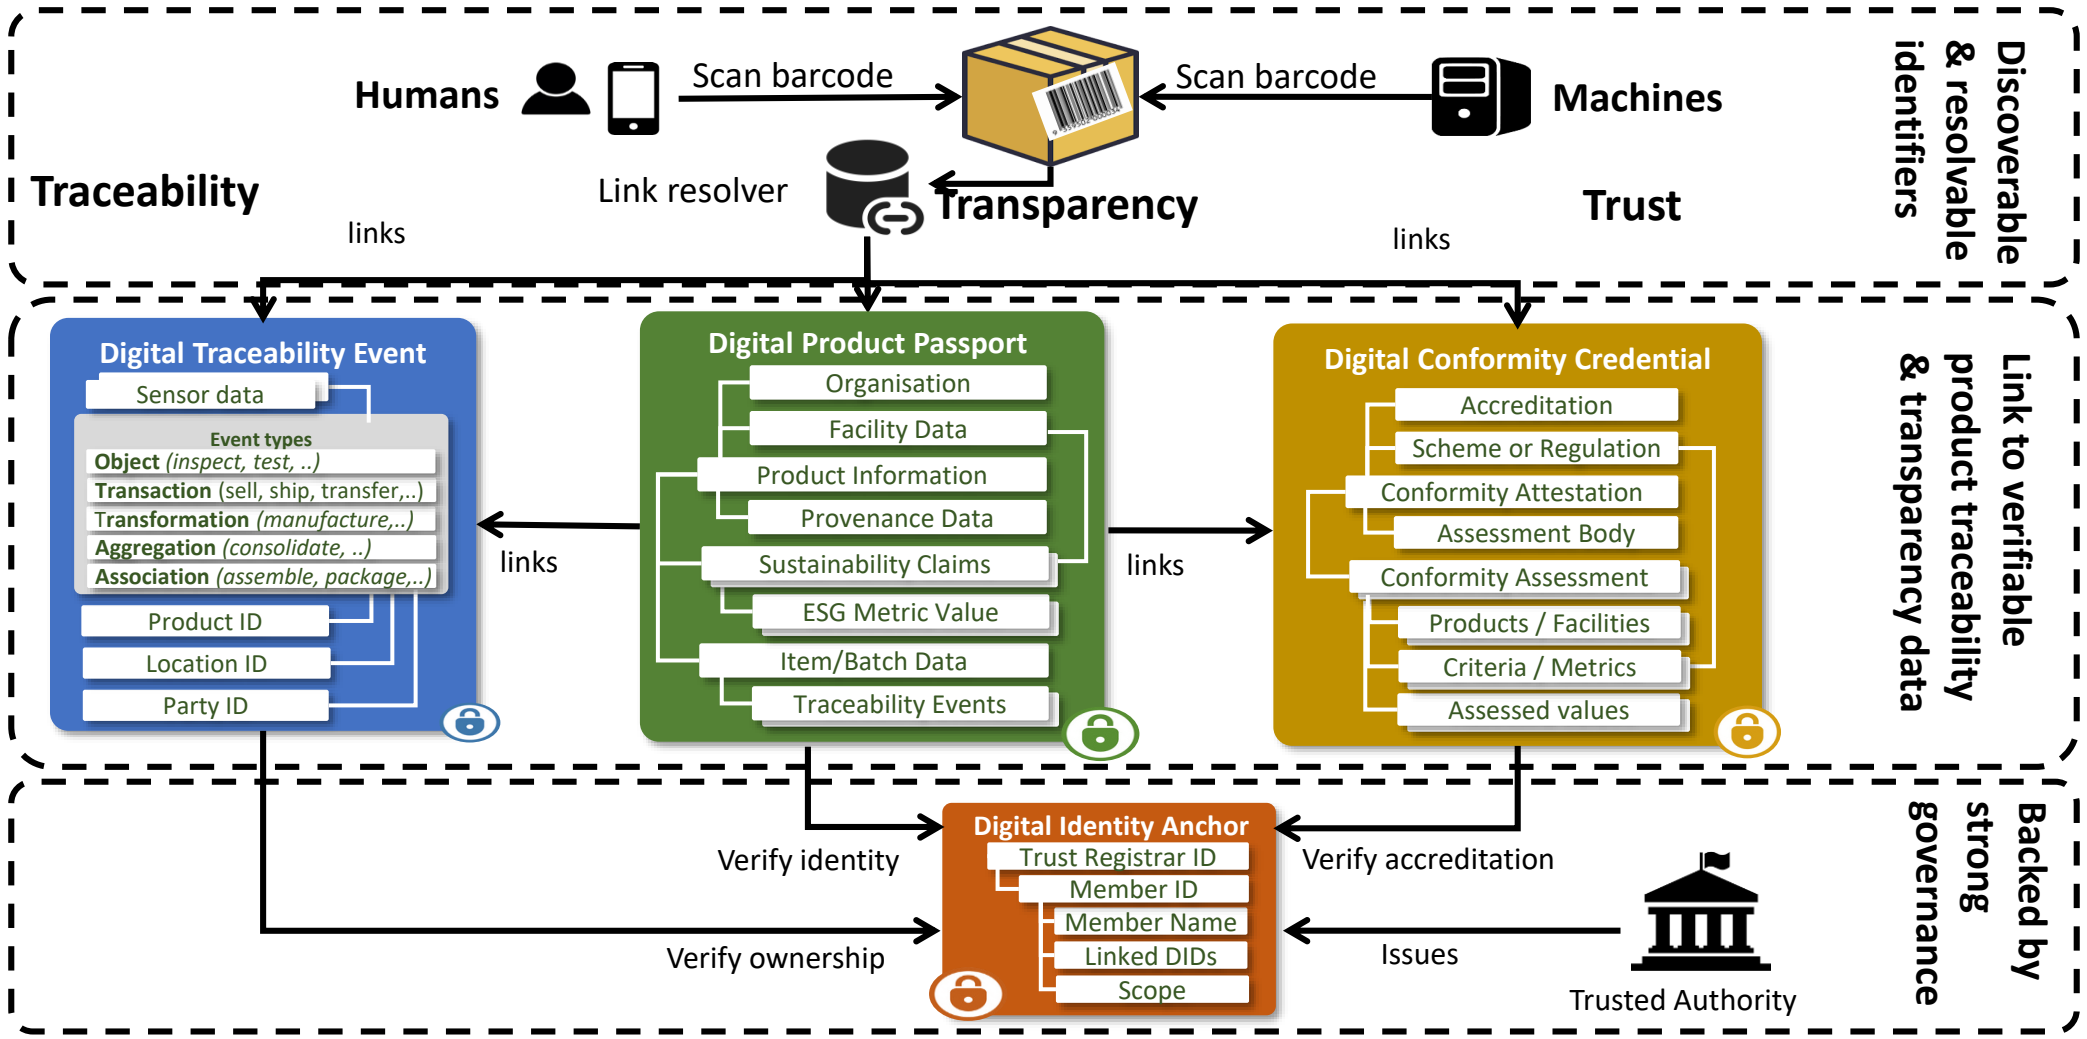 Humans
Scan barcode
Scan barcode
Machines
Discoverable
& resolvable
identifiers
Traceability
Link resolver
Transparency
Trust
links
links
Digital Traceability Event
Sensor data
Event types
Object (inspect, test, ..)
Transaction (sell, ship, transfer,..)
Transformation (manufacture,..)
Aggregation (consolidate, ..)
Association (assemble, package,..)
Product ID
Location ID
Party ID
links
Digital Product Passport
Organisation
Facility Data
Product Information
Provenance Data
Sustainability Claims
ESG Metric Value
Item/Batch Data
Traceability Events
links
Digital Conformity Credential
Accreditation
Scheme or Regulation
Conformity Attestation
Assessment Body
Conformity Assessment
Products / Facilities
Criteria / Metrics
Assessed values
Link to verifiable
product traceability
& transparency data
Verify identity
Verify ownership
Digital Identity Anchor
Trust Registrar ID
Member ID
Member Name
Linked DIDs
Scope
Verify accreditation
Issues
Trusted Authority
Backed by
strong
governance